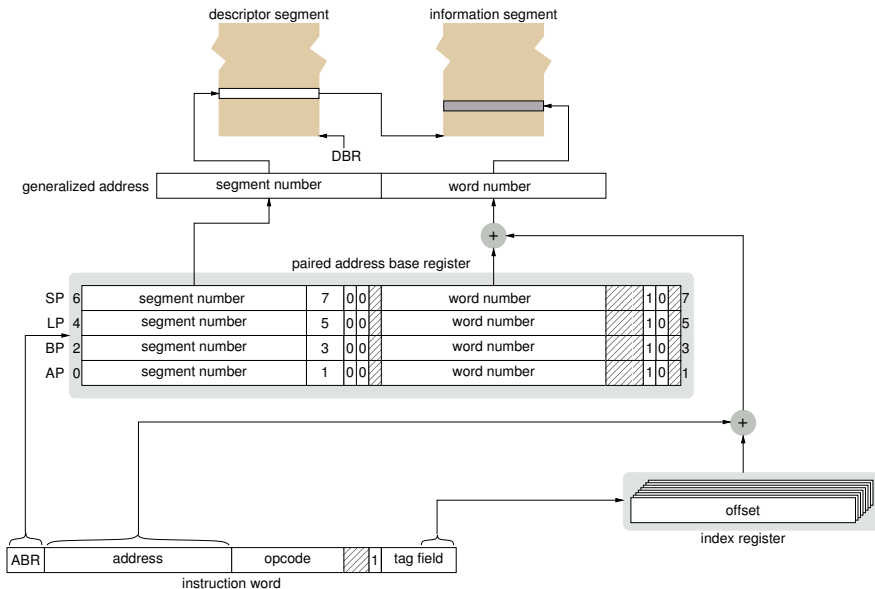 descriptor segment information segment
DBR
generalized address segment number word number
+
paired address base register
SP 6 segment number 7 0 0 word number 1 0 7
LP 4 segment number 5 0 0 word number 1 0 5
BP 2 segment number 3 0 0 word number 1 0 3
AP 0 segment number 1 0 0 word number 1 0 1
+
offset
index register
ABR address opcode 1 tag field
instruction word